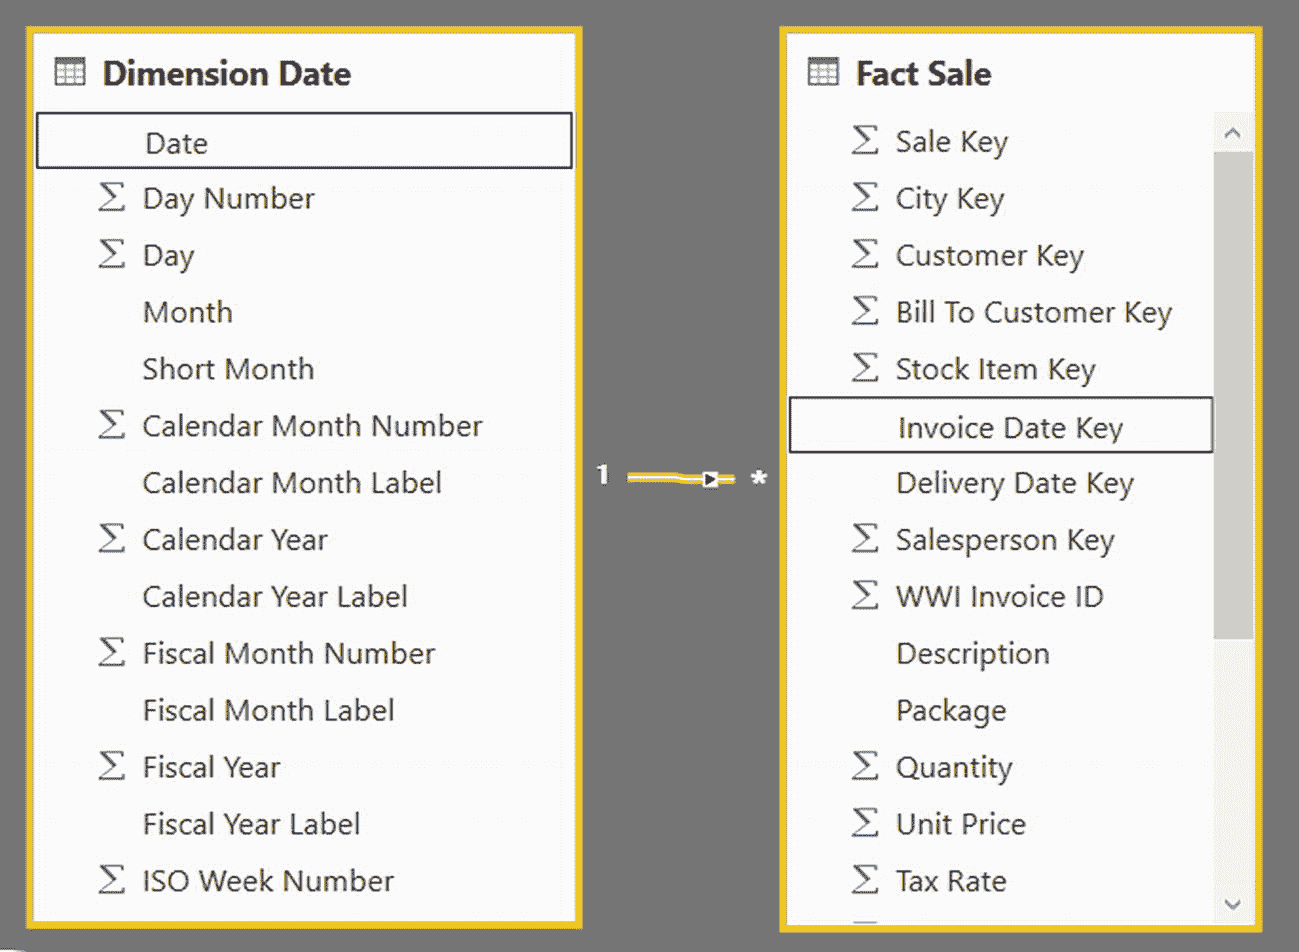 Dimension Date
Date
Σ Day Number
Σ Day
Month
Short Month
Σ Calendar Month Number
Calendar Month Label
Σ Calendar Year
Calendar Year Label
Σ Fiscal Month Number
Fiscal Month Label
Σ Fiscal Year
Fiscal Year Label
Σ ISO Week Number
1 *
Fact Sale
Σ Sale Key
Σ City Key
Σ Customer Key
Σ Bill To Customer Key
Σ Stock Item Key
Invoice Date Key
Delivery Date Key
Σ Salesperson Key
Σ WWI Invoice ID
Description
Package
Σ Quantity
Σ Unit Price
Σ Tax Rate